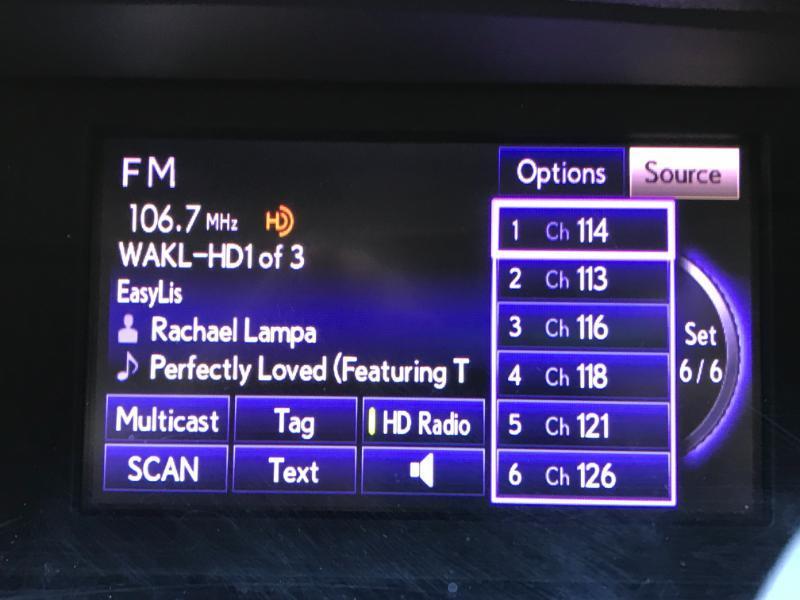 FM
106.7 MHz HD
WAKL-HD1 of 3
EasyLis
Rachael Lampa
Perfectly Loved (Featuring T
Multicast Tag HD Radio
SCAN Text
Options Source
1 Ch 114
2 Ch 113
3 Ch 116
4 Ch 118
5 Ch 121
6 Ch 126
Set
6/6